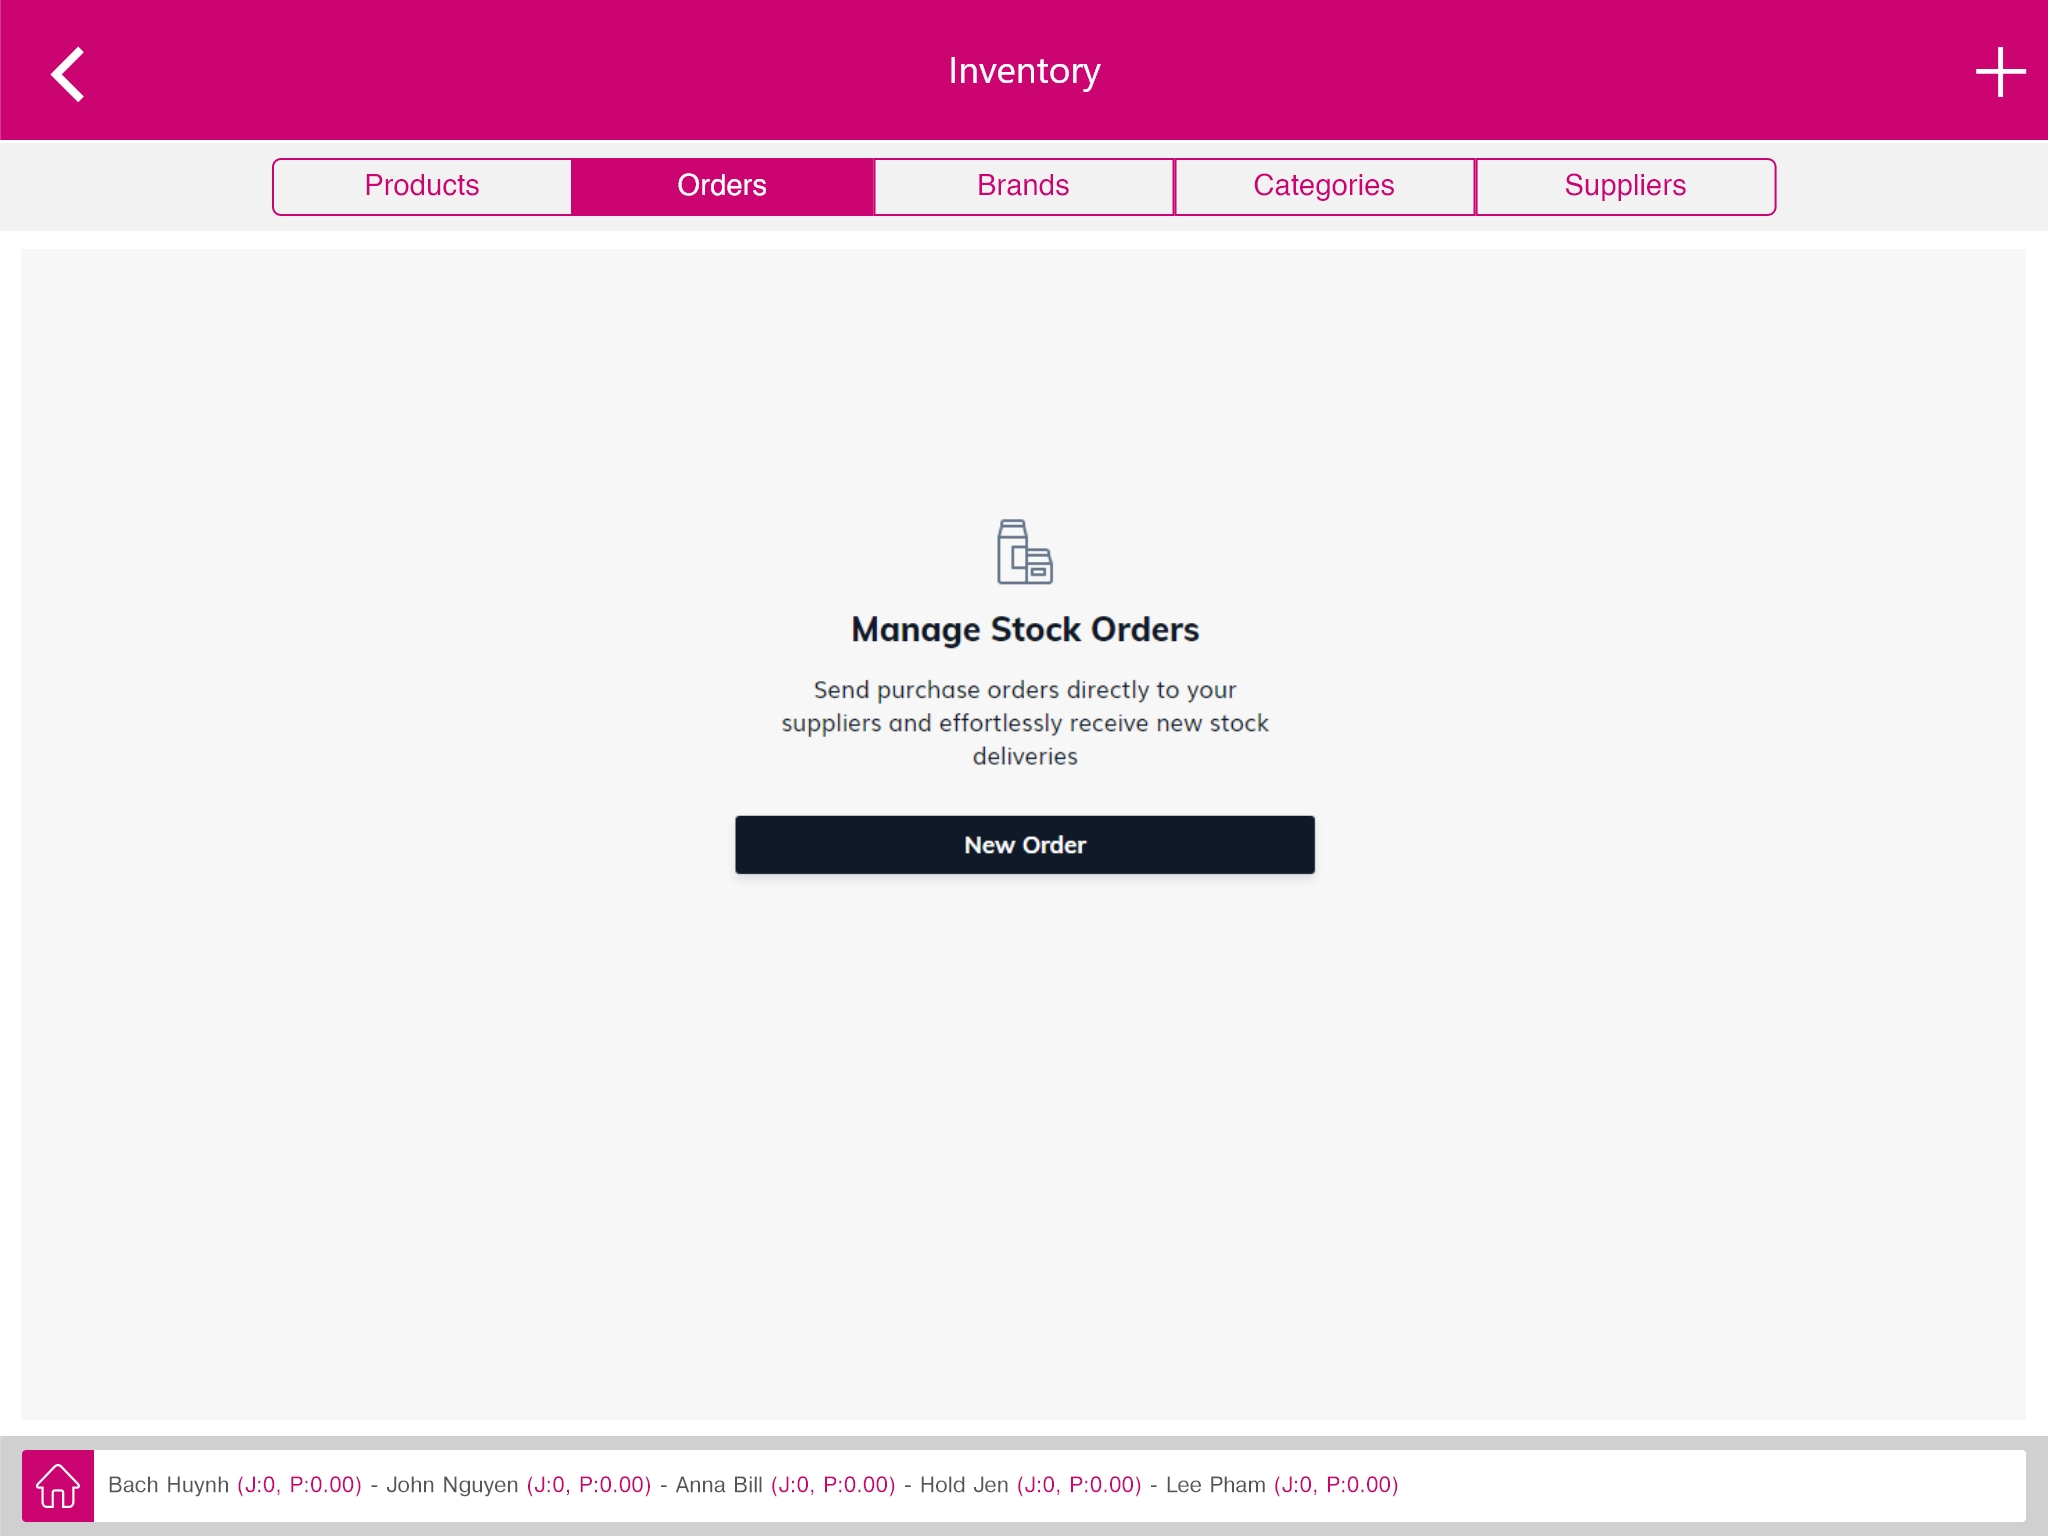 Inventory
Products
Orders
Brands
Categories
Suppliers
Manage Stock Orders
Send purchase orders directly to your
suppliers and effortlessly receive new stock
deliveries
New Order
Bach Huynh (J:0, P:0.00) - John Nguyen (J:0, P:0.00) - Anna Bill (J:0, P:0.00) - Hold Jen (J:0, P:0.00) - Lee Pham (J:0, P:0.00)